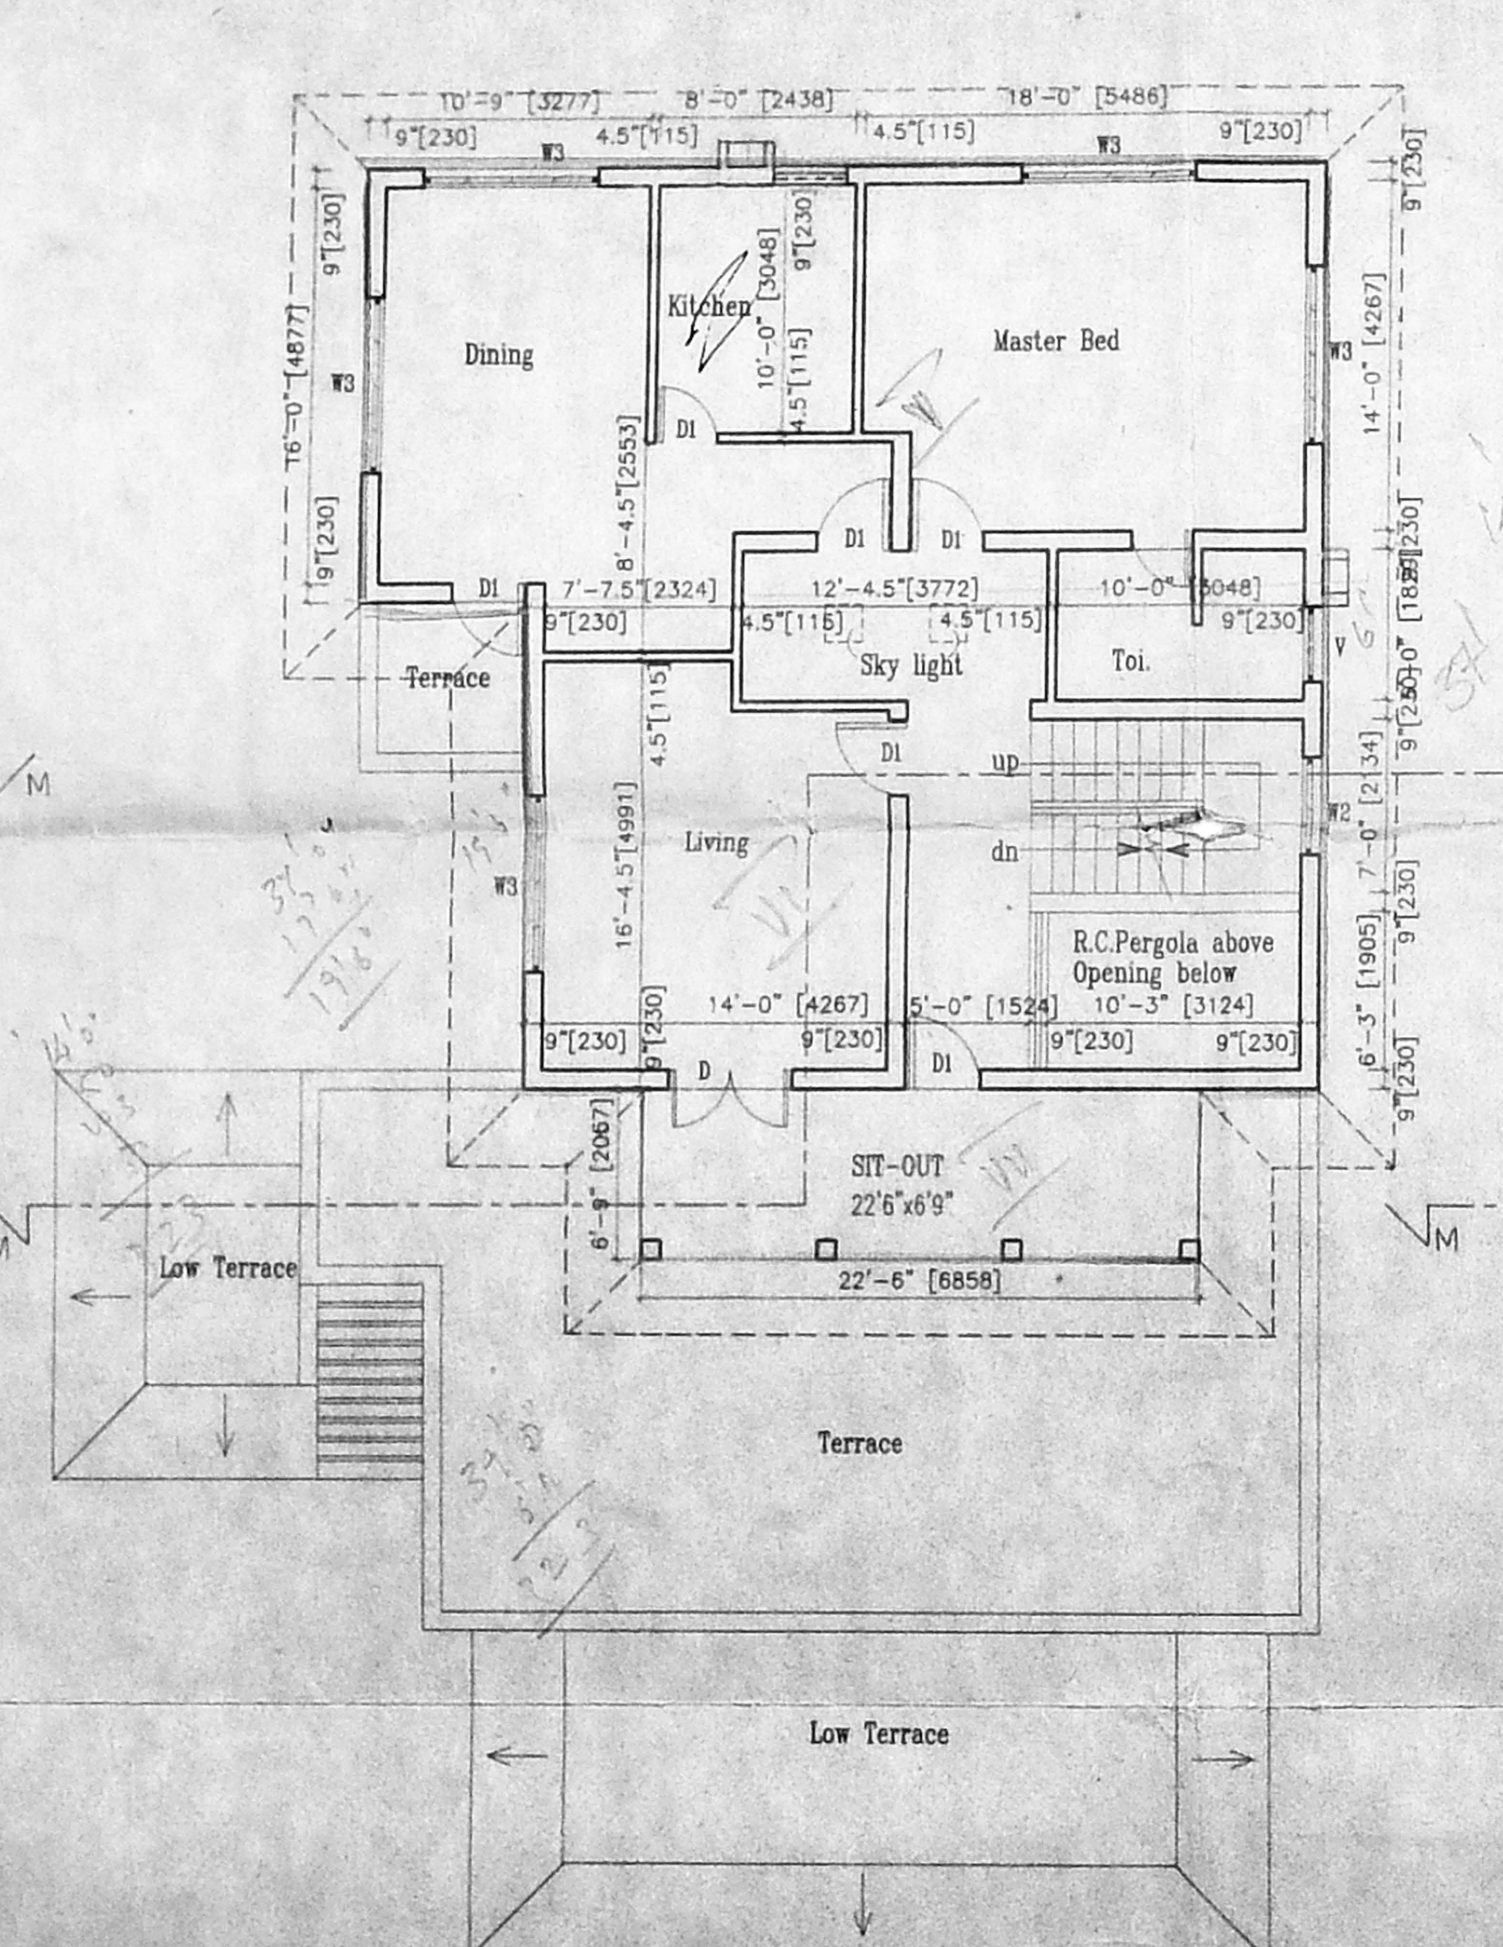 10'-9" [3277] 8'-0" [2438] 18'-0" [5486]
9"[230] 4.5"[115] 4.5"[115] 9"[230]
W3 W3
9"[230]
9"[230]
9"[230]
10'-0" [3048]
Kitchen
Dining
Master Bed
14'-0" [4267]
W3
16'-0" [4877]
W3
4.5"[115]
D1
8'-4.5"[2553]
9"[230]
D1 D1
[230]
D1
7'-7.5"[2324] 12'-4.5"[3772] 10'-0" [3048]
9"[230] 4.5"[115] 4.5"[115] 9"[230]
Sky light
Toi.
V
Terrace
4.5"[115]
9"[230]
D1
up
M
7'-0" [2134]
W2
Living
dn
16'-4.5"[4991]
W3
9"[230]
R.C.Pergola above
Opening below
6'-3" [1905]
14'-0" [4267] 5'-0" [1524] 10'-3" [3124]
9"[230] 9"[230] 9"[230] 9"[230] 9"[230]
D D1
9"[230]
6'-9" [2067]
SIT-OUT
22'6"x6'9"
M
Low Terrace
22'-6" [6858]
Terrace
Low Terrace